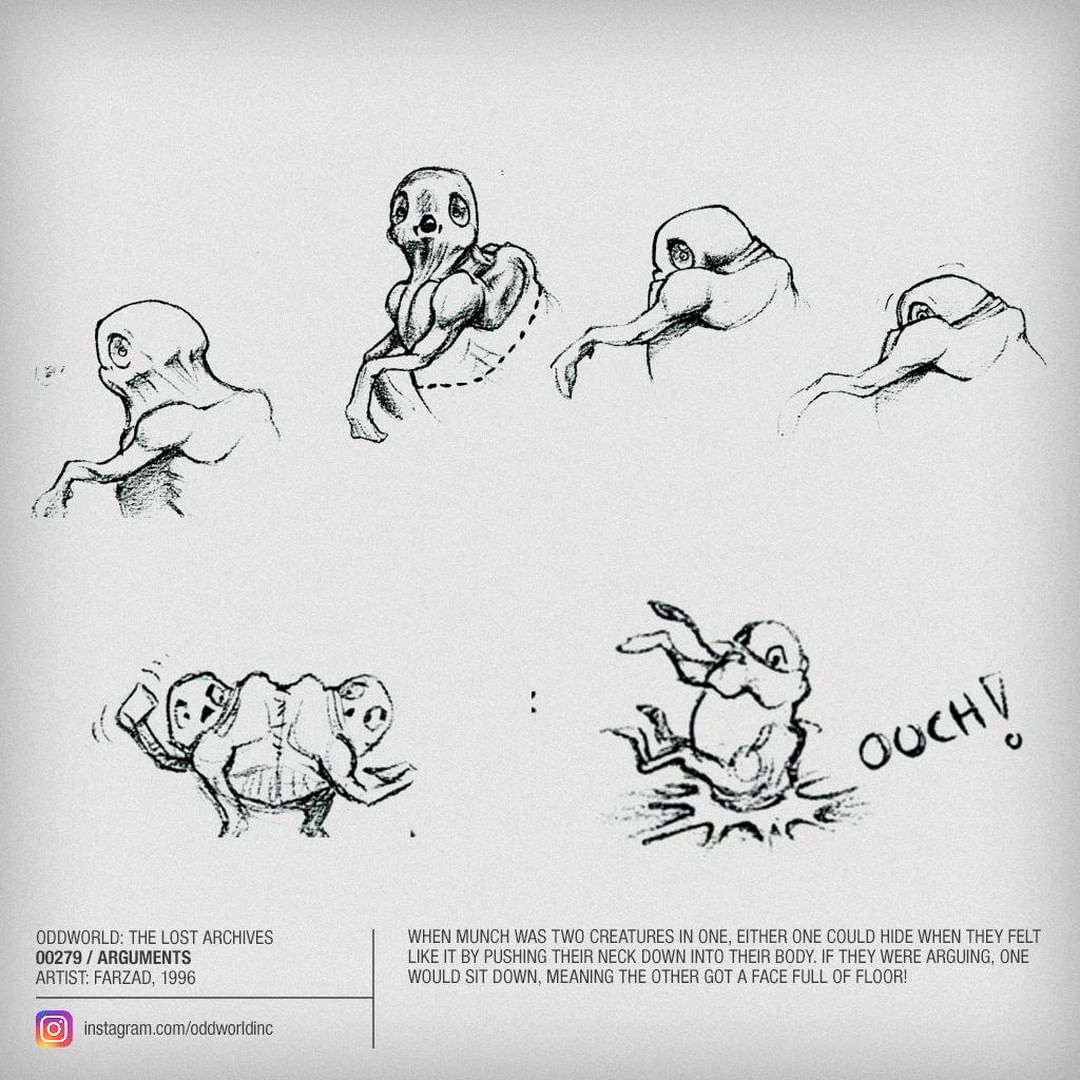 OUCH!
ODDWORLD: THE LOST ARCHIVES
00279 / ARGUMENTS
ARTIST: FARZAD, 1996
instagram.com/oddworldinc
WHEN MUNCH WAS TWO CREATURES IN ONE, EITHER ONE COULD HIDE WHEN THEY FELT
LIKE IT BY PUSHING THEIR NECK DOWN INTO THEIR BODY. IF THEY WERE ARGUING, ONE
WOULD SIT DOWN, MEANING THE OTHER GOT A FACE FULL OF FLOOR!